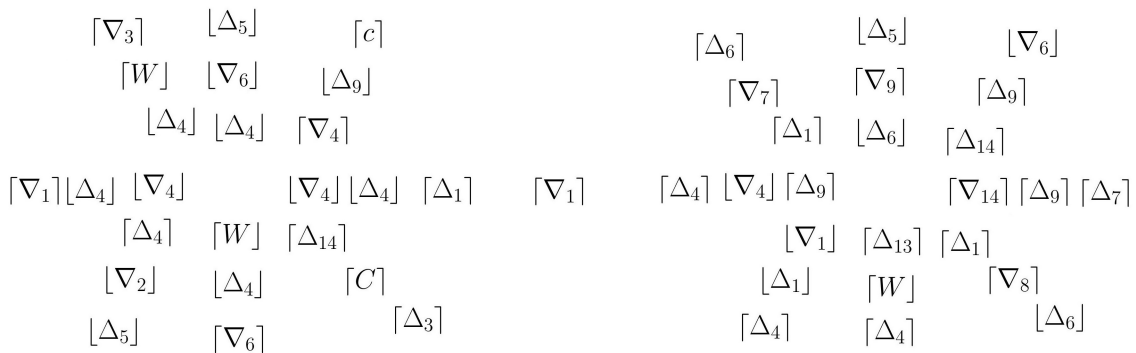 ⌈∇₃⌉ ⌊Δ₅⌋ ⌈c⌉ ⌈Δ₆⌉ ⌊Δ₅⌋ ⌊∇₆⌋
⌈W⌋ ⌊∇₆⌋ ⌊Δ₉⌋ ⌈∇₇⌉ ⌈∇₉⌉ ⌈Δ₉⌉
⌊Δ₄⌋ ⌊Δ₄⌋ ⌈∇₄⌉ ⌈Δ₁⌉ ⌊Δ₆⌋ ⌈Δ₁₄⌉
⌈∇₁⌉⌊Δ₄⌋ ⌊∇₄⌋ ⌊∇₄⌋ ⌊Δ₄⌋ ⌈Δ₁⌉ ⌈∇₁⌉ ⌈Δ₄⌉ ⌊∇₄⌋ ⌈Δ₉⌉ ⌈∇₁₄⌉ ⌈Δ₉⌉ ⌈Δ₇⌉
⌈Δ₄⌉ ⌈W⌋ ⌈Δ₁₄⌉ ⌊∇₁⌋ ⌈Δ₁₃⌉ ⌈Δ₁⌉
⌊∇₂⌋ ⌊Δ₄⌋ ⌈C⌉ ⌊Δ₁⌋ ⌈W⌋ ⌈∇₈⌉
⌊Δ₅⌋ ⌈∇₆⌉ ⌈Δ₃⌉ ⌈Δ₄⌉ ⌈Δ₄⌉ ⌊Δ₆⌋